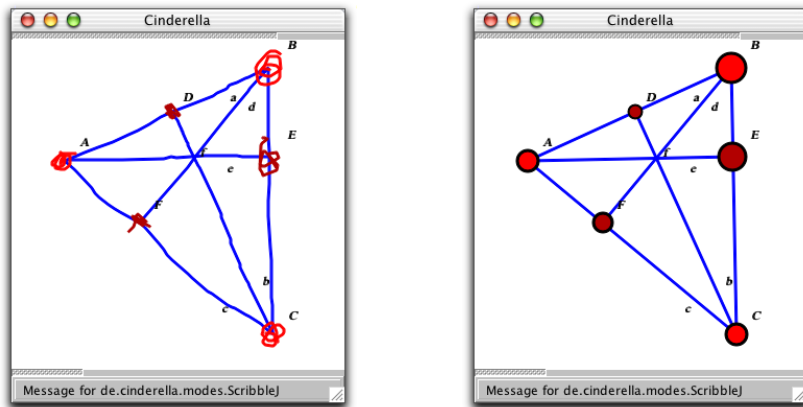 Cinderella
B
D
a
d
A
E
f
e
F
b
c
C
Message for de.cinderella.modes.ScribbleJ
Cinderella
B
D
a
d
A
E
f
e
F
b
c
C
Message for de.cinderella.modes.ScribbleJ